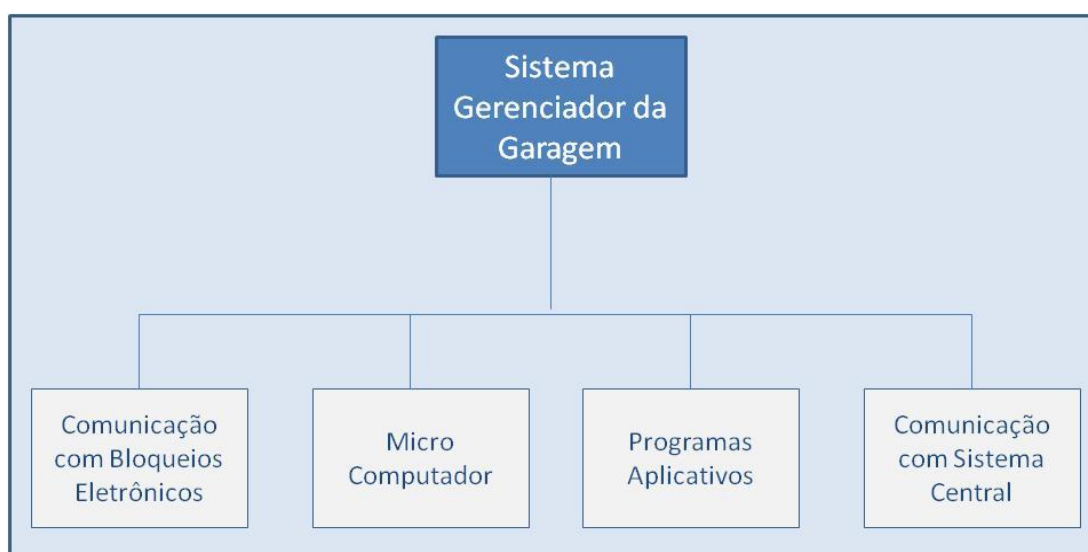 Sistema
Gerenciador da
Garagem
Comunicação
com Bloqueios
Eletrônicos
Micro
Computador
Programas
Aplicativos
Comunicação
com Sistema
Central